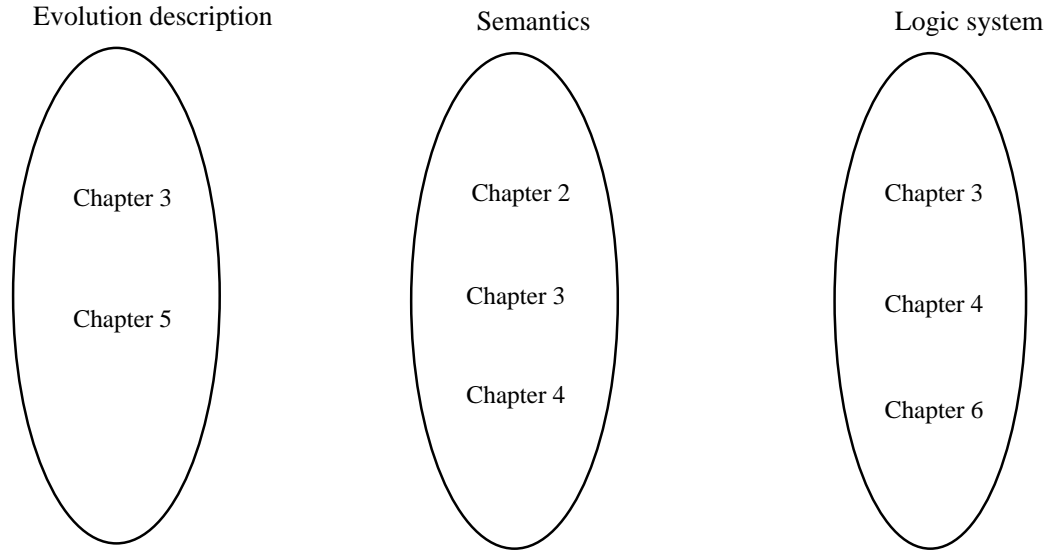 Evolution description
Semantics
Logic system
Chapter 3
Chapter 2
Chapter 3
Chapter 5
Chapter 3
Chapter 4
Chapter 4
Chapter 6